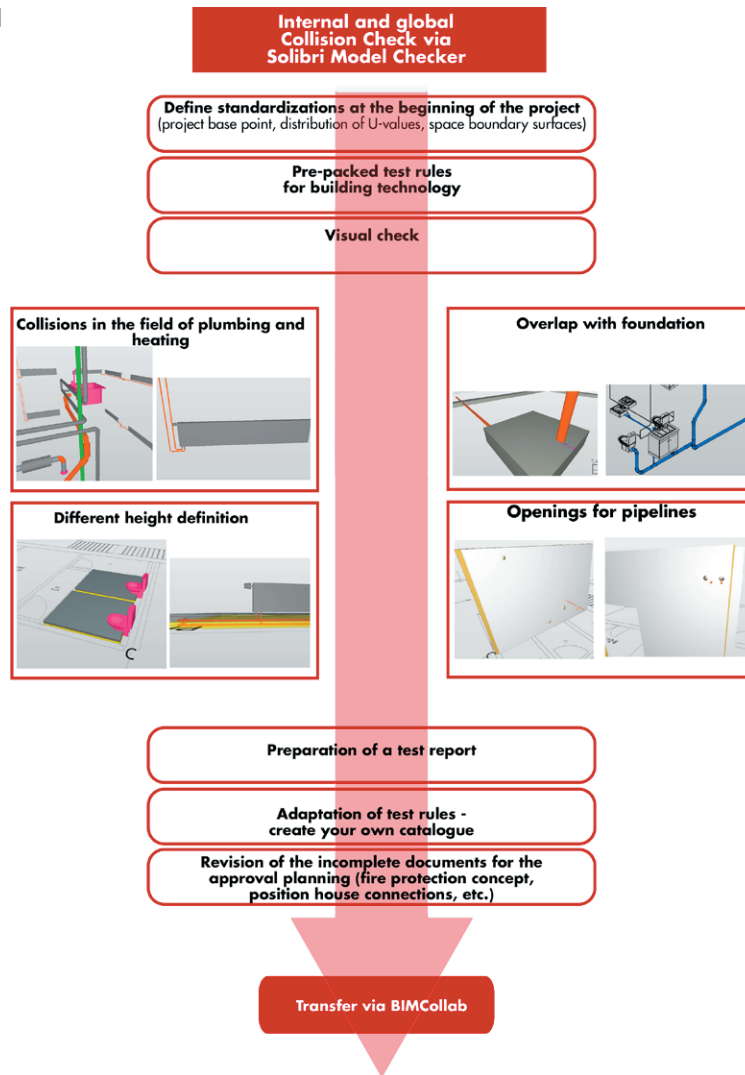 Internal and global
Collision Check via
Solibri Model Checker
Define standardizations at the beginning of the project
(project base point, distribution of U-values, space boundary surfaces)
Pre-packed test rules
for building technology
Visual check
Collisions in the field of plumbing and
heating
Overlap with foundation
Different height definition
Openings for pipelines
Preparation of a test report
Adaptation of test rules -
create your own catalogue
Revision of the incomplete documents for the
approval planning (fire protection concept,
position house connections, etc.)
Transfer via BIMCollab